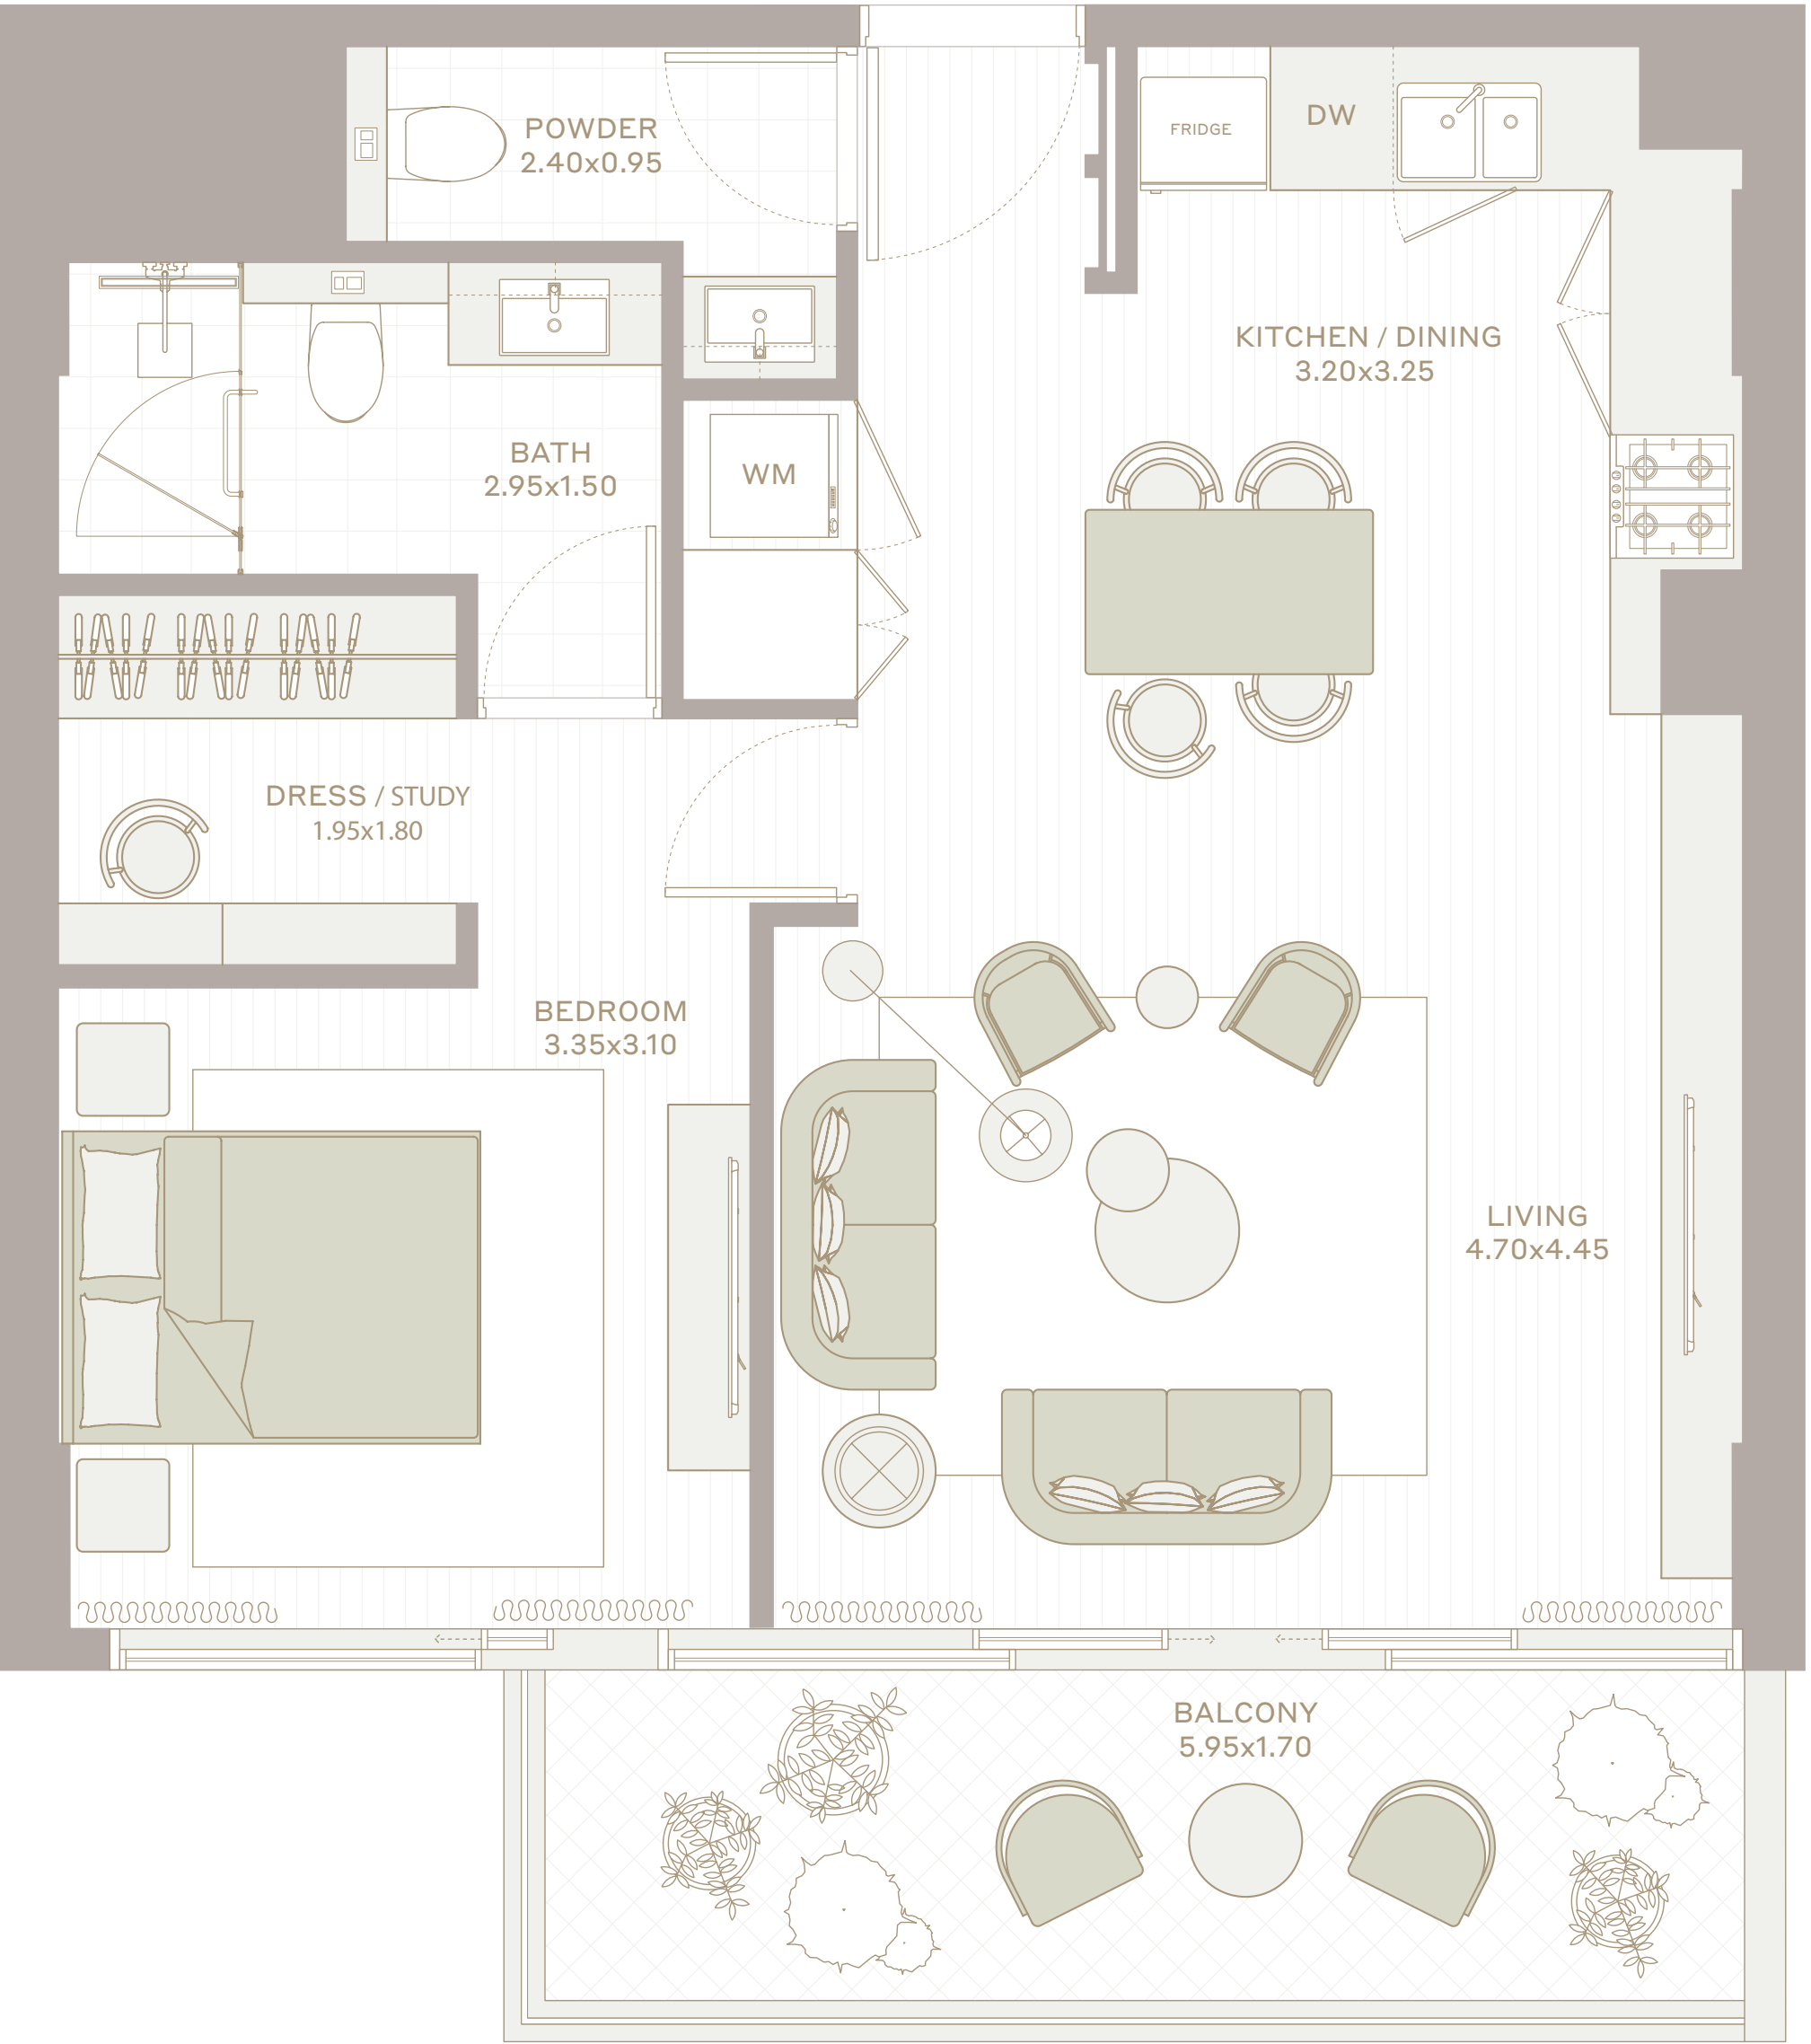 POWDER
2.40x0.95
FRIDGE
DW
KITCHEN / DINING
3.20x3.25
BATH
2.95x1.50
WM
DRESS / STUDY
1.95x1.80
BEDROOM
3.35x3.10
LIVING
4.70x4.45
BALCONY
5.95x1.70